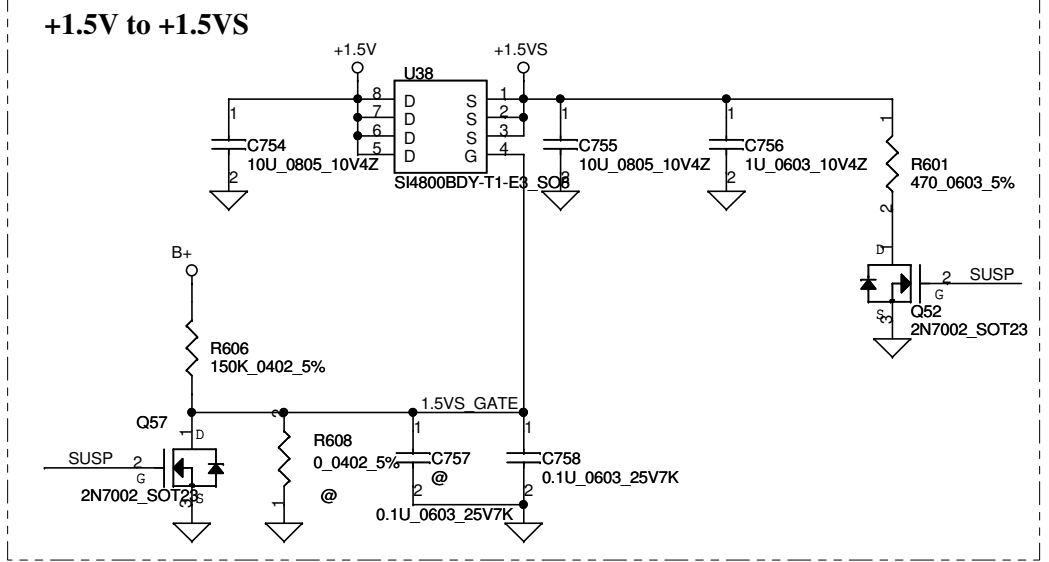 +1.5V to +1.5VS
+1.5V
+1.5VS
U38
8 D S 1
7 D S 2
6 D S 3
5 D G 4
SI4800BDY-T1-E3_SO8
1
C754
10U_0805_10V4Z
2
1
C755
10U_0805_10V4Z
2
1
C756
1U_0603_10V4Z
2
1
R601
470_0603_5%
2
D
1
2
SUSP
G
S
3
Q52
2N7002_SOT23
B+
R606
150K_0402_5%
1.5VS_GATE
Q57
1
D
SUSP
2
G
2N7002_SOT23
3
S
2
R608
0_0402_5%
@
1
1
C757
@
2
0.1U_0603_25V7K
1
C758
0.1U_0603_25V7K
2